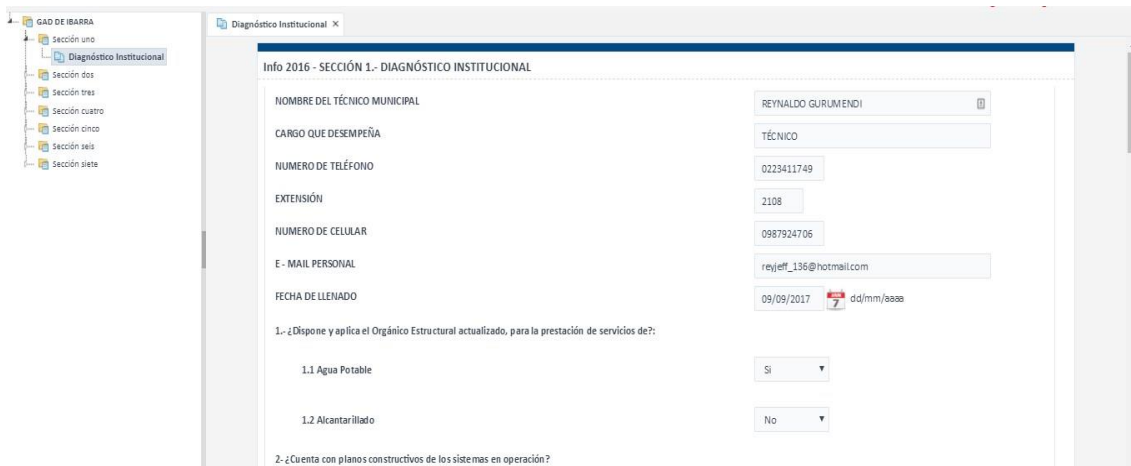 GAD DE IBARRA
Sección uno
Diagnóstico Institucional
Sección dos
Sección tres
Sección cuatro
Sección cinco
Sección seis
Sección siete
Diagnóstico Institucional ×
Info 2016 - SECCIÓN 1.- DIAGNÓSTICO INSTITUCIONAL
NOMBRE DEL TÉCNICO MUNICIPAL REYNALDO GURUMENDI
CARGO QUE DESEMPEÑA TÉCNICO
NUMERO DE TELÉFONO 0223411749
EXTENSIÓN 2108
NUMERO DE CELULAR 0987924706
E - MAIL PERSONAL reyjeff_136@hotmail.com
FECHA DE LLENADO 09/09/2017 7 dd/mm/aaaa
1.- ¿Dispone y aplica el Orgánico Estructural actualizado, para la prestación de servicios de?:
1.1 Agua Potable Si
1.2 Alcantarillado No
2- ¿Cuenta con planos constructivos de los sistemas en operación?